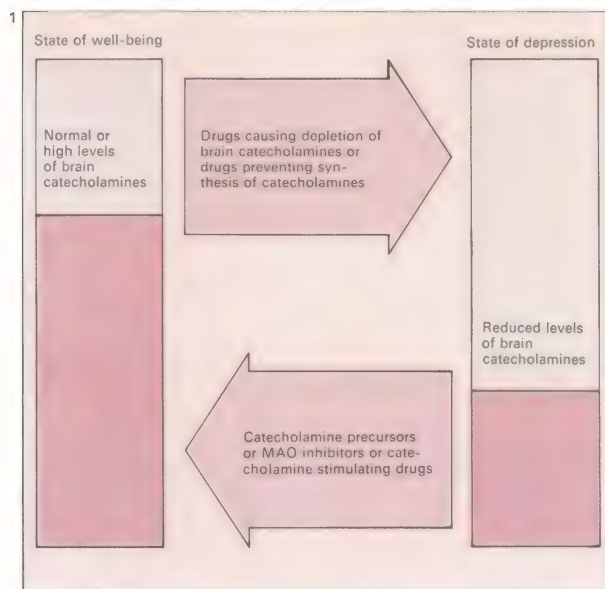 1
State of well-being
State of depression
Normal or
high levels
of brain
catecholamines
Drugs causing depletion of
brain catecholamines or
drugs preventing syn-
thesis of catecholamines
Reduced levels
of brain
catecholamines
Catecholamine precursors
or MAO inhibitors or cate-
cholamine stimulating drugs